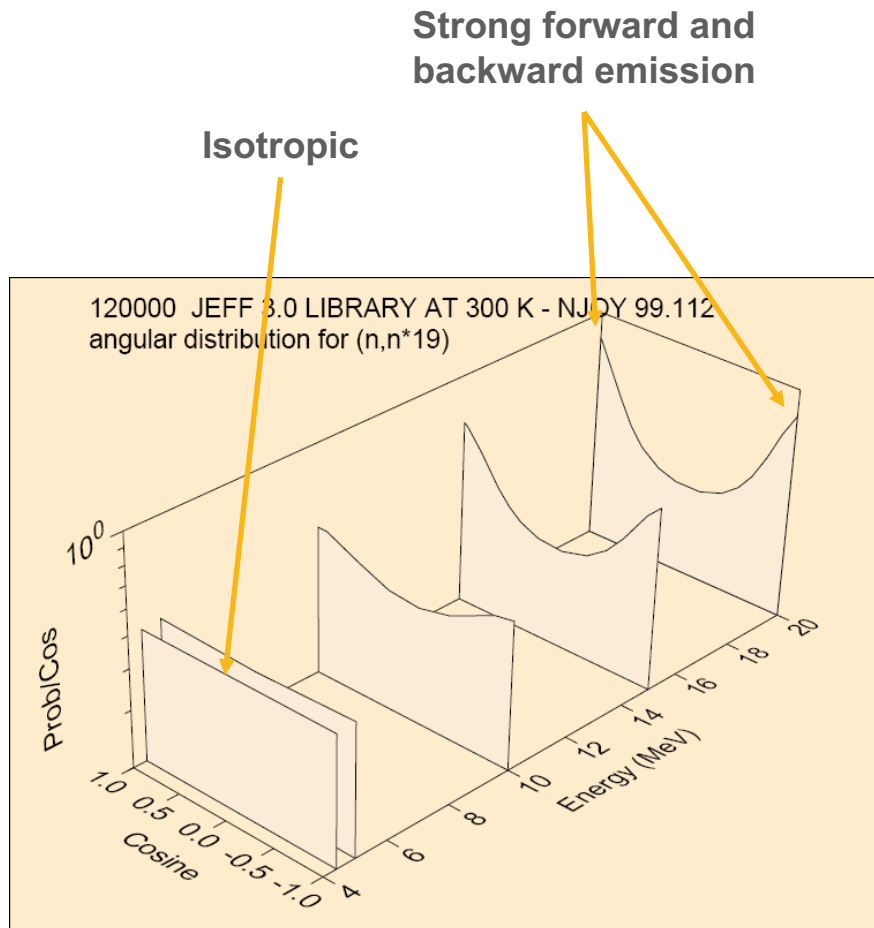 Strong forward and
backward emission
Isotropic
120000 JEFF 3.0 LIBRARY AT 300 K - NJOY 99.112
angular distribution for (n,n*19)
10⁰
Prob/Cos
1.0
0.5
0.0
-0.5
-1.0
Cosine
4
6
8
10
12
14
16
18
20
Energy (MeV)